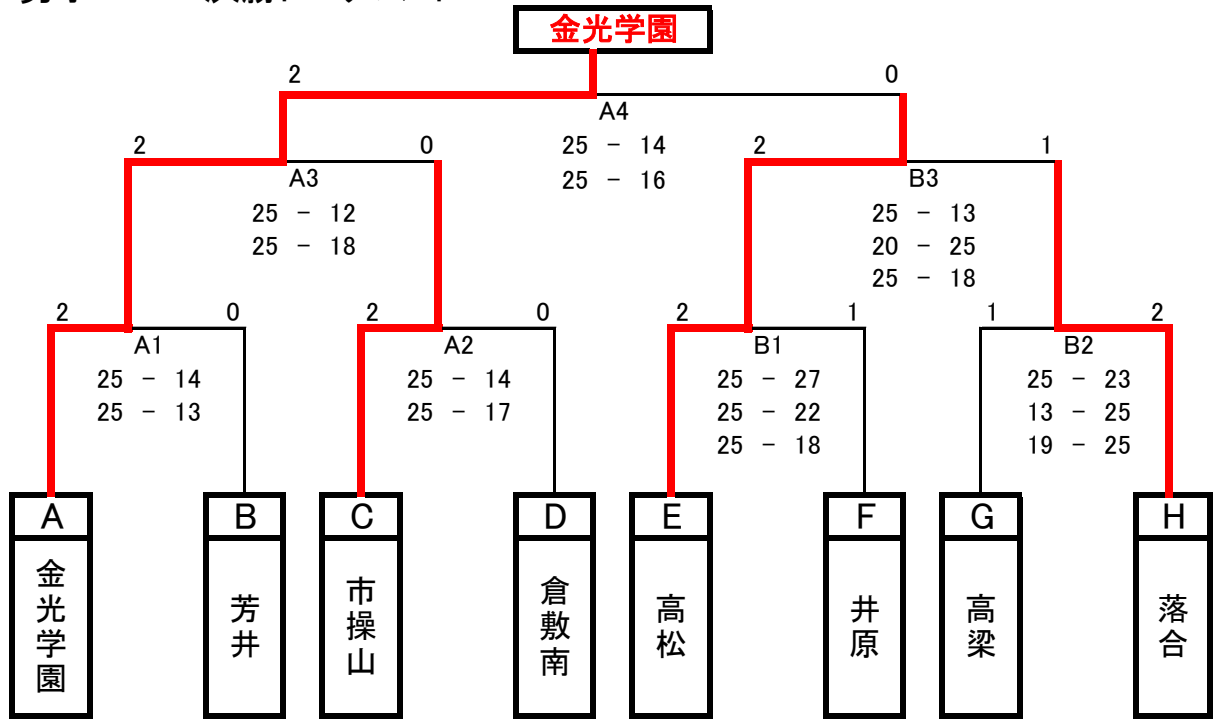 金光学園
2 0
A4
25 - 14
25 - 16
2 0
A3
25 - 12
25 - 18
2 1
B3
25 - 13
20 - 25
25 - 18
2 0
A1
25 - 14
25 - 13
2 0
A2
25 - 14
25 - 17
2 1
B1
25 - 27
25 - 22
25 - 18
1 2
B2
25 - 23
13 - 25
19 - 25
A
金光学園
B
芳井
C
市操山
D
倉敷南
E
高松
F
井原
G
高梁
H
落合